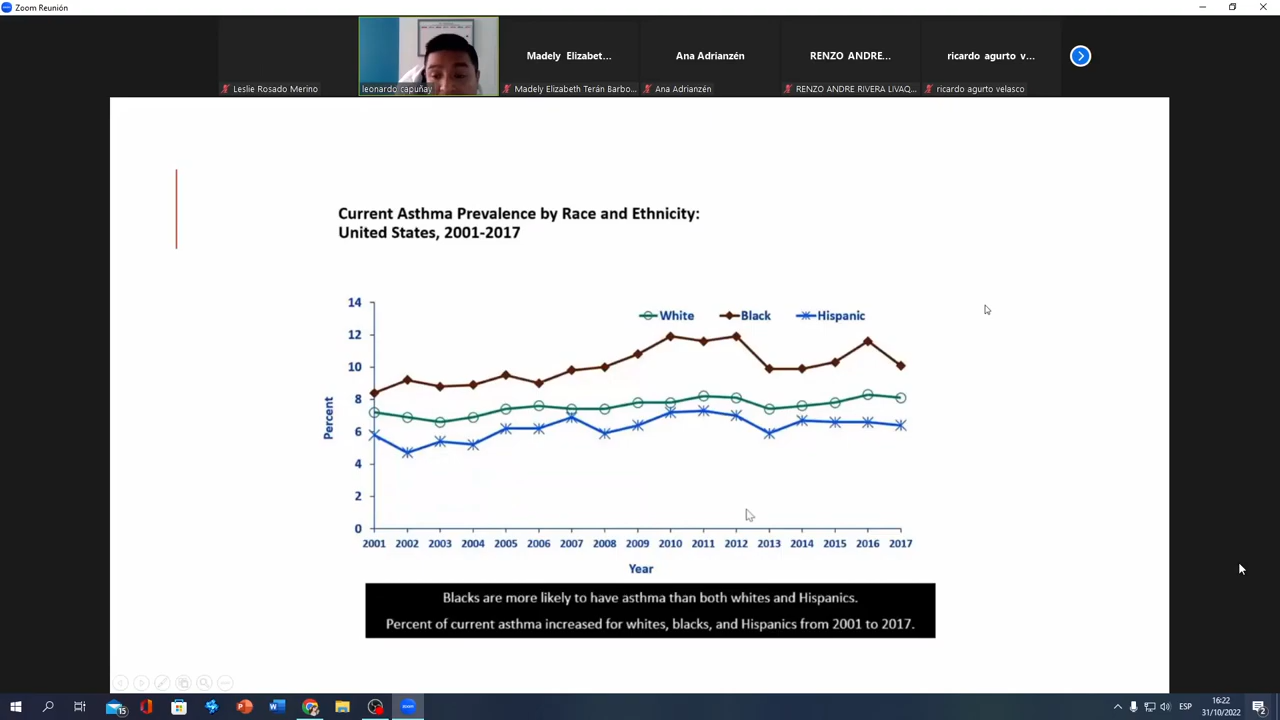 Zoom Reunión
Madely Elizabet...
Ana Adrianzén
RENZO ANDRE...
ricardo agurto v...
Leslie Rosado Merino
leonardo capuñay
Madely Elizabeth Terán Barbo...
Ana Adrianzén
RENZO ANDRE RIVERA LIVAQ...
ricardo agurto velasco
Current Asthma Prevalence by Race and Ethnicity:
United States, 2001-2017
White
Black
Hispanic
14
12
10
8
6
4
2
0
Percent
2001 2002 2003 2004 2005 2006 2007 2008 2009 2010 2011 2012 2013 2014 2015 2016 2017
Year
Blacks are more likely to have asthma than both whites and Hispanics.
Percent of current asthma increased for whites, blacks, and Hispanics from 2001 to 2017.
15
ESP
16:22
31/10/2022
2